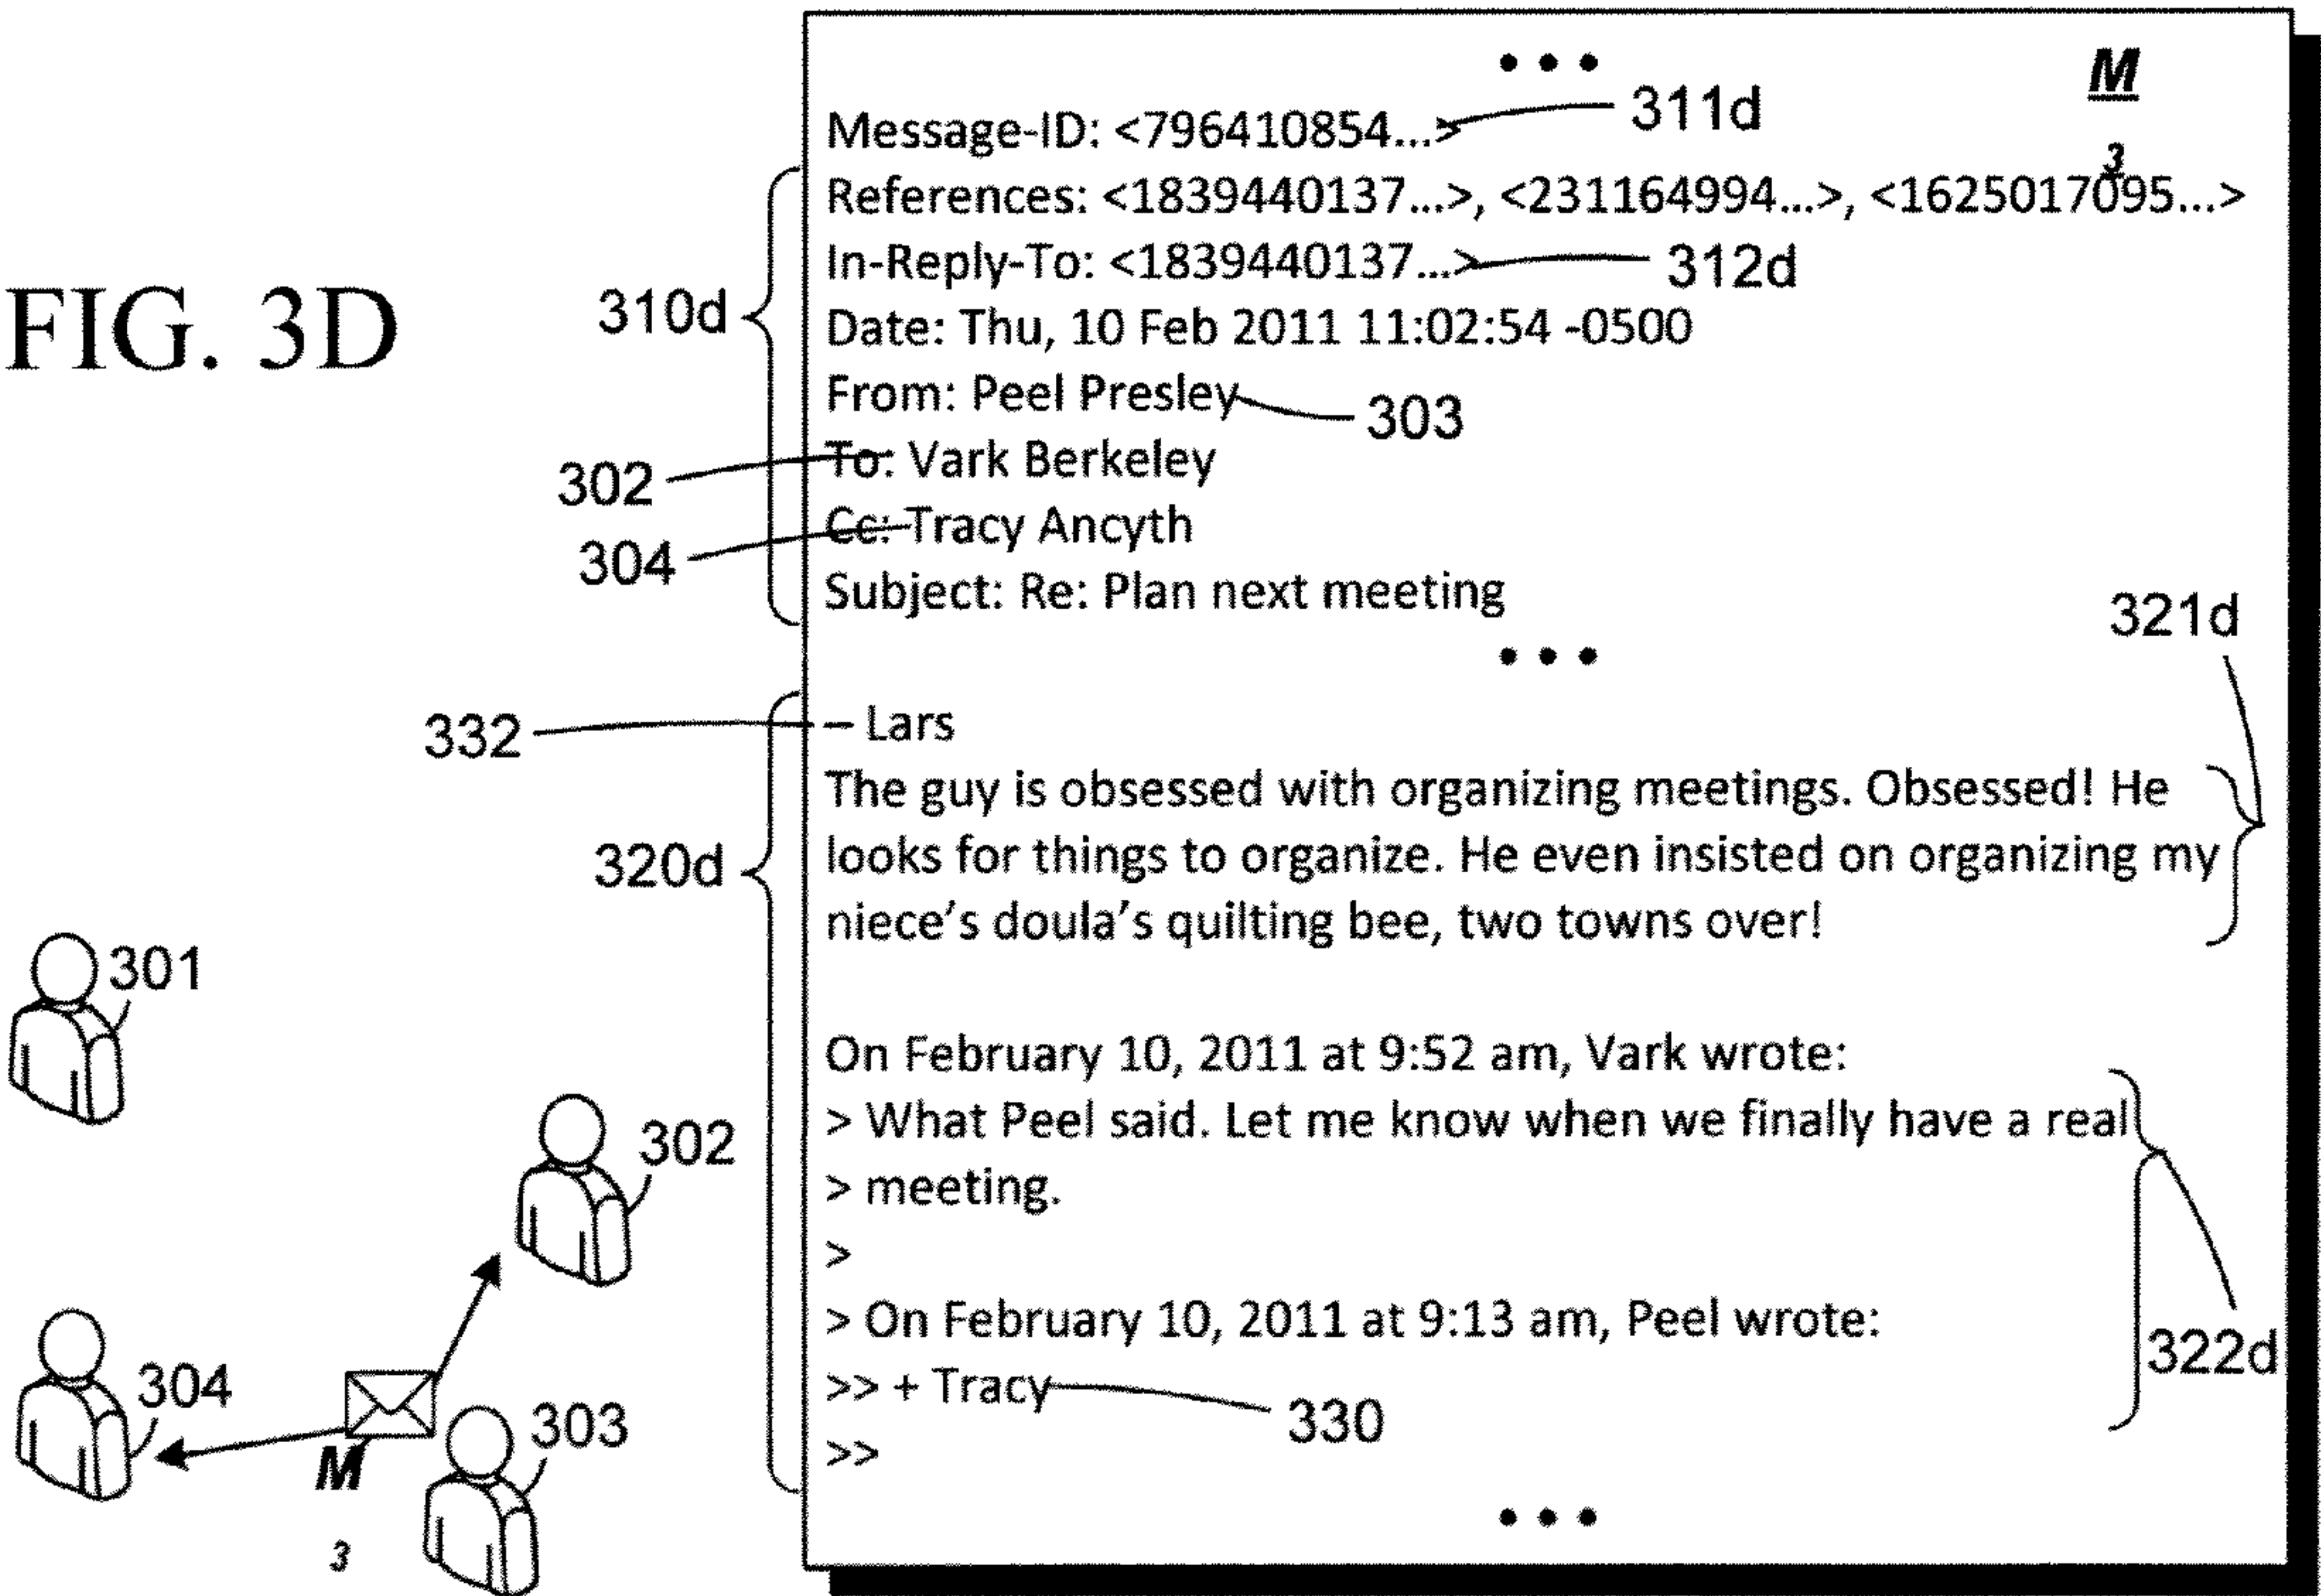 • • •
M
3
Message-ID: <796410854...>
311d
References: <1839440137...>, <231164994...>, <1625017095...>
In-Reply-To: <1839440137...>
312d
FIG. 3D
310d
Date: Thu, 10 Feb 2011 11:02:54 -0500
From: Peel Presley
303
302
To: Vark Berkeley
304
Cc: Tracy Ancyth
Subject: Re: Plan next meeting
321d
• • •
332
– Lars
The guy is obsessed with organizing meetings. Obsessed! He
320d
looks for things to organize. He even insisted on organizing my
niece's doula's quilting bee, two towns over!
301
On February 10, 2011 at 9:52 am, Vark wrote:
> What Peel said. Let me know when we finally have a real
302
> meeting.
>
> On February 10, 2011 at 9:13 am, Peel wrote:
322d
>> + Tracy
330
>>
304
303
M
3
• • •